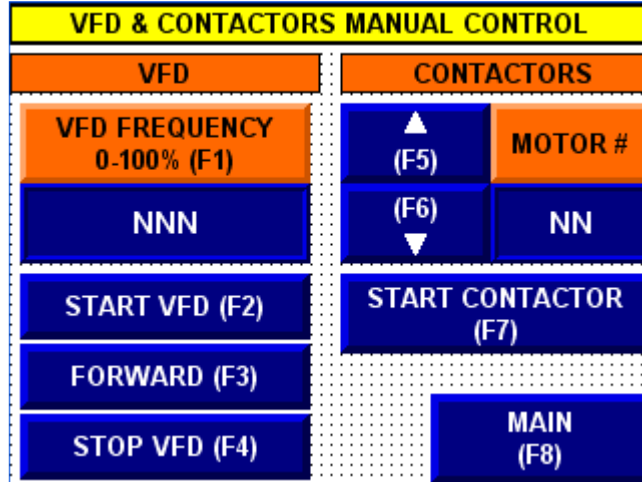 VFD & CONTACTORS MANUAL CONTROL
VFD
VFD FREQUENCY
0-100% (F1)
NNN
START VFD (F2)
FORWARD (F3)
STOP VFD (F4)
CONTACTORS
(F5)
MOTOR #
(F6)
NN
START CONTACTOR
(F7)
MAIN
(F8)